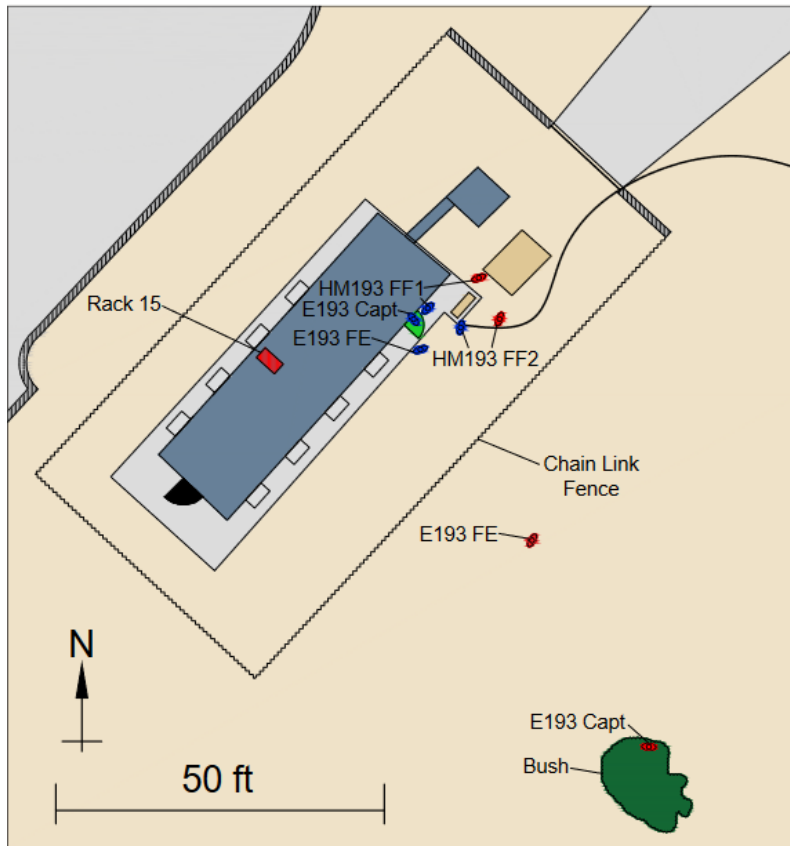 HM193 FF1
E193 Capt
Rack 15
E193 FE
HM193 FF2
Chain Link
Fence
E193 FE
N
E193 Capt
Bush
50 ft